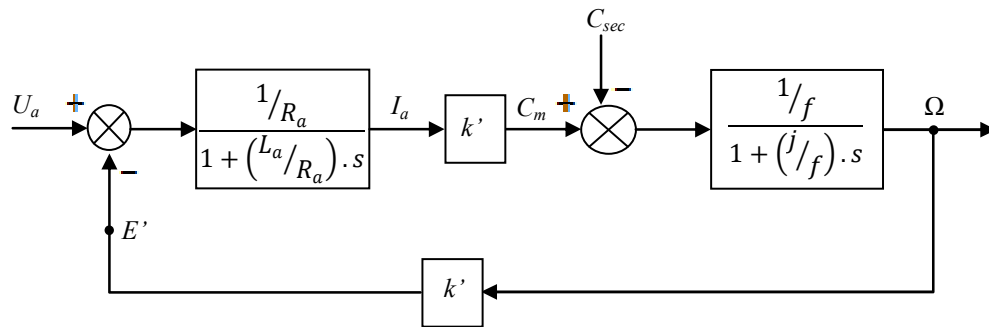 C_sec
U_a + −
1/R_a
1 + (L_a/R_a) . s
I_a
k’
C_m + −
1/f
1 + (j/f) . s
Ω
E’
k’